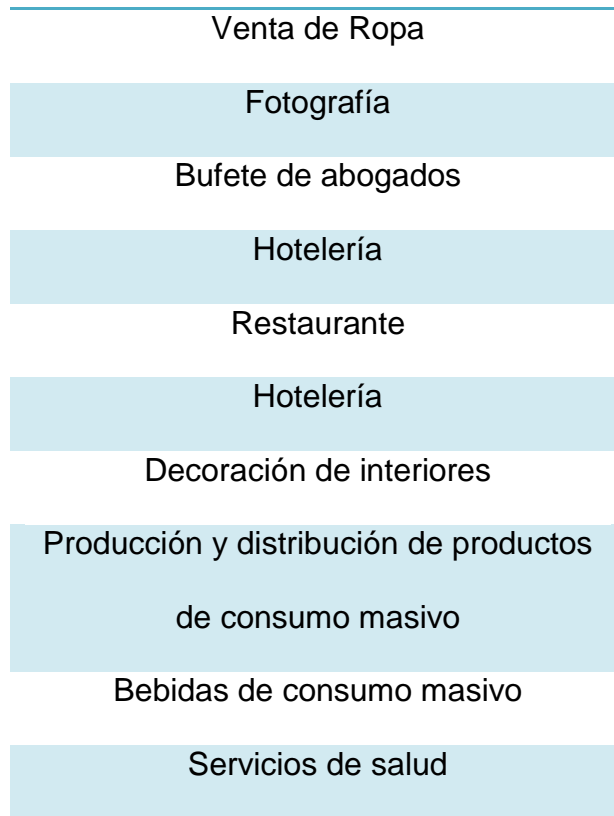 Venta de Ropa
Fotografía
Bufete de abogados
Hotelería
Restaurante
Hotelería
Decoración de interiores
Producción y distribución de productos
de consumo masivo
Bebidas de consumo masivo
Servicios de salud